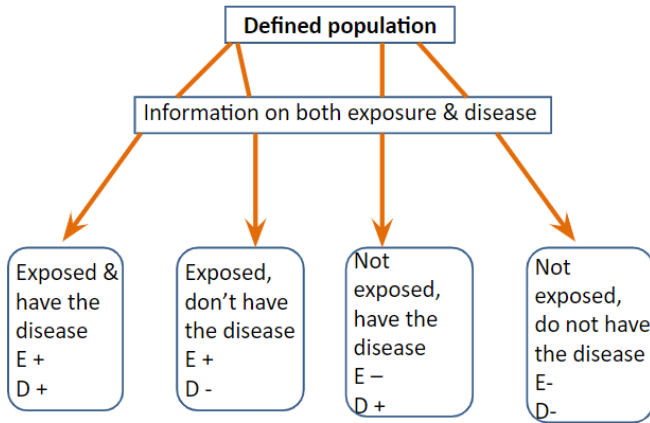 Defined population
Information on both exposure & disease
Exposed &
have the
disease
E +
D +
Exposed,
don't have
the disease
E +
D -
Not
exposed,
have the
disease
E –
D +
Not
exposed,
do not have
the disease
E-
D-